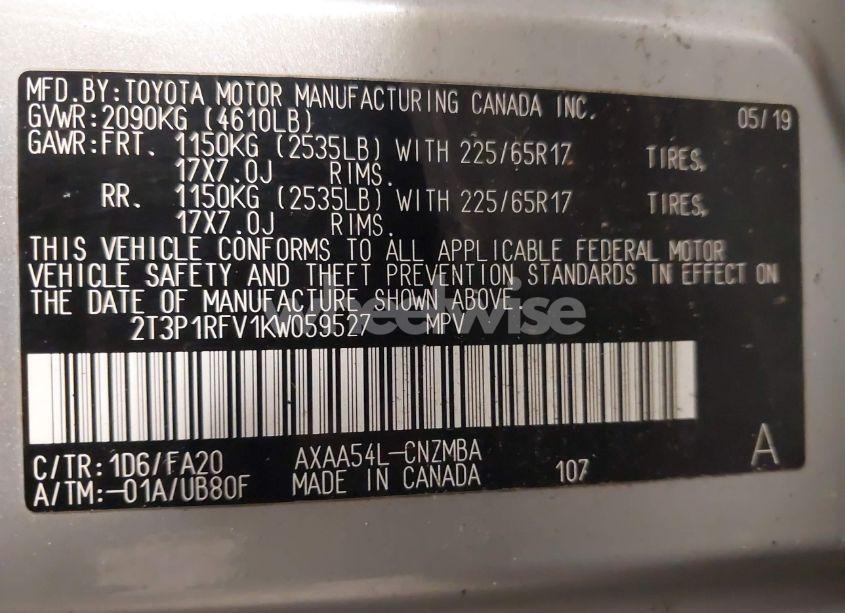 MFD.BY:TOYOTA MOTOR MANUFACTURING CANADA INC. 05/19
GVWR:2090KG (4610LB)
GAWR:FRT. 1150KG (2535LB) WITH 225/65R17 TIRES,
17X7.0J RIMS.
RR. 1150KG (2535LB) WITH 225/65R17 TIRES,
17X7.0J RIMS.
THIS VEHICLE CONFORMS TO ALL APPLICABLE FEDERAL MOTOR
VEHICLE SAFETY AND THEFT PREVENTION STANDARDS IN EFFECT ON
THE DATE OF MANUFACTURE SHOWN ABOVE.
wheelwise
2T3P1RFV1KW059527 MPV
C/TR:1D6/FA20 AXAA54L-CNZMBA A
A/TM:-01A/UB80F MADE IN CANADA 107